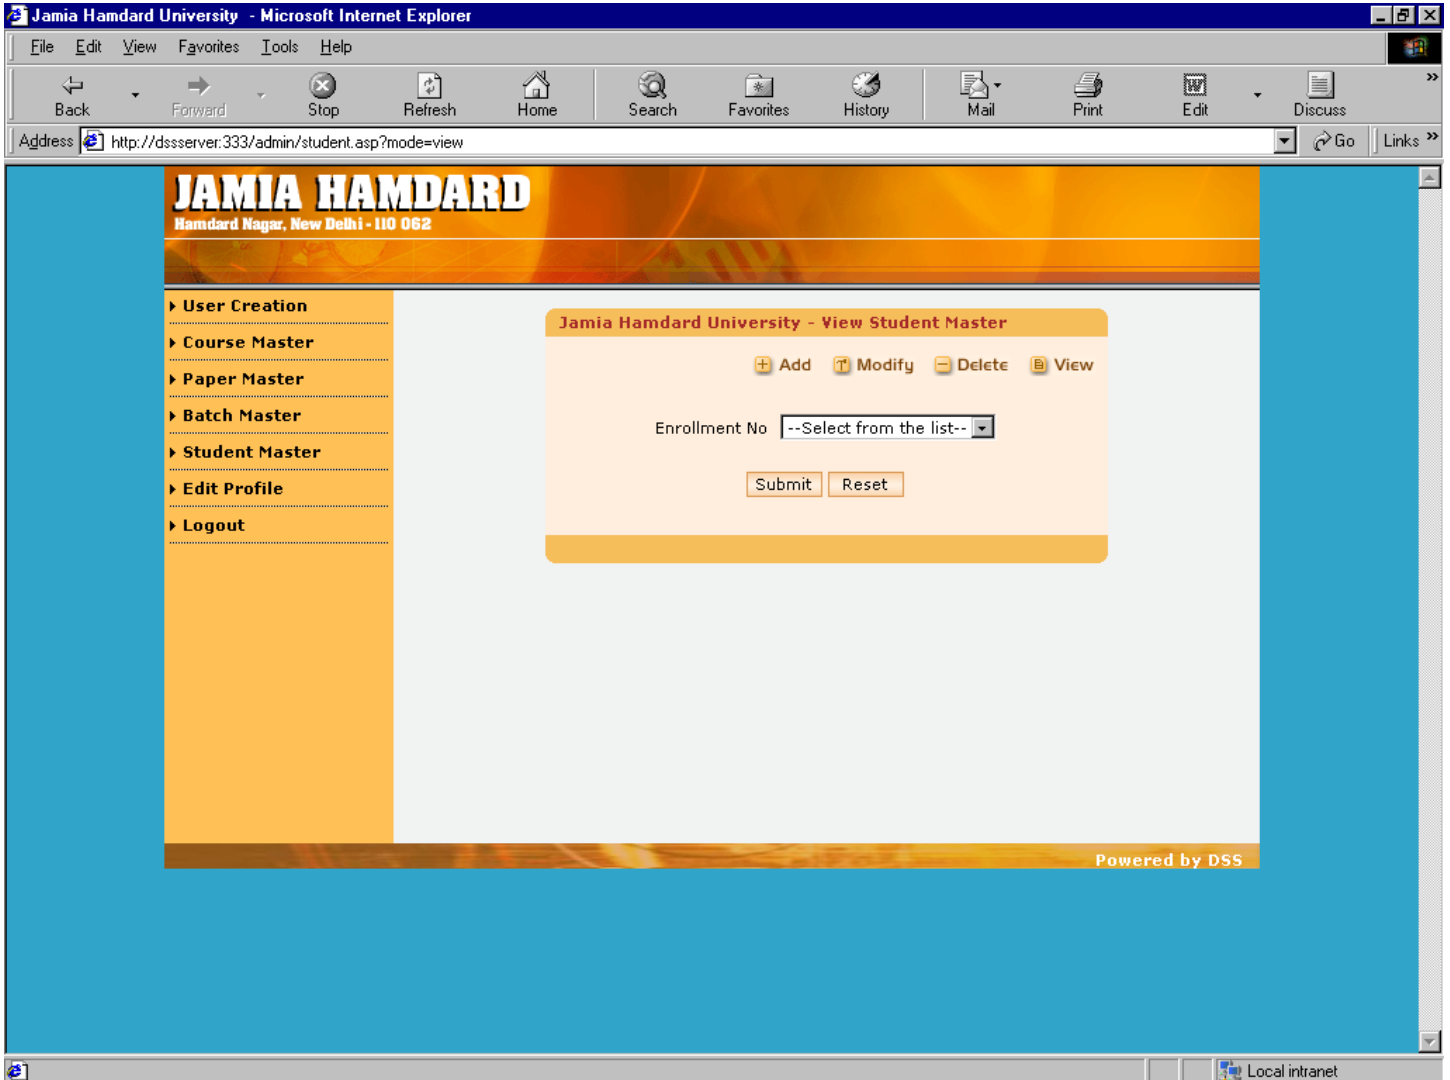 Jamia Hamdard University - Microsoft Internet Explorer
File Edit View Favorites Tools Help
Back Forward Stop Refresh Home Search Favorites History Mail Print Edit Discuss »
Address http://dssserver:333/admin/student.asp?mode=view Go Links »
JAMIA HAMDARD
Hamdard Nagar, New Delhi - 110 062
User Creation
Course Master
Paper Master
Batch Master
Student Master
Edit Profile
Logout
Jamia Hamdard University - View Student Master
Add Modify Delete View
Enrollment No --Select from the list--
Submit Reset
Powered by DSS
Local intranet